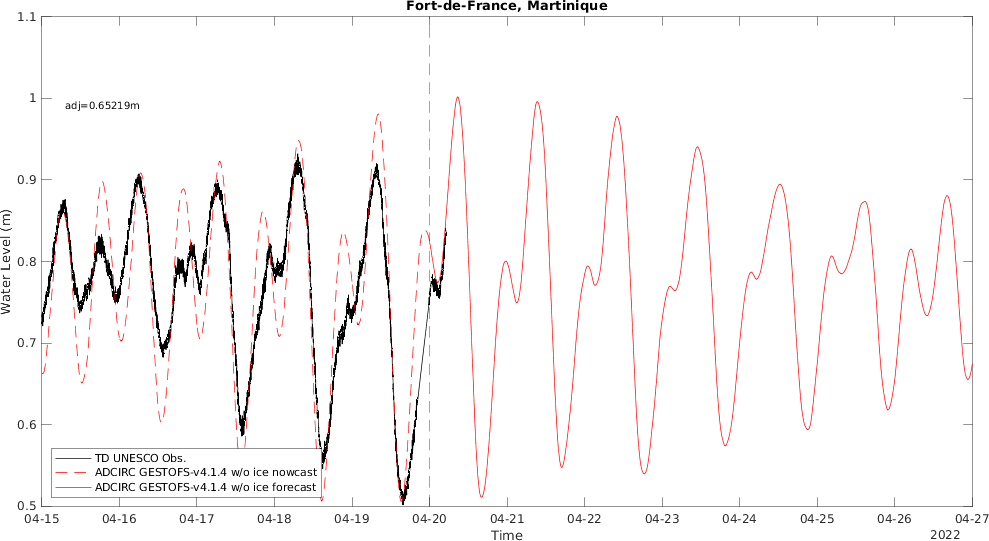 Fort-de-France, Martinique
1.1
1
0.9
0.8
0.7
0.6
0.5
Water Level (m)
adj=0.65219m
TD UNESCO Obs.
ADCIRC GESTOFS-v4.1.4 w/o ice nowcast
ADCIRC GESTOFS-v4.1.4 w/o ice forecast
04-15 04-16 04-17 04-18 04-19 04-20 04-21 04-22 04-23 04-24 04-25 04-26 04-27
Time
2022